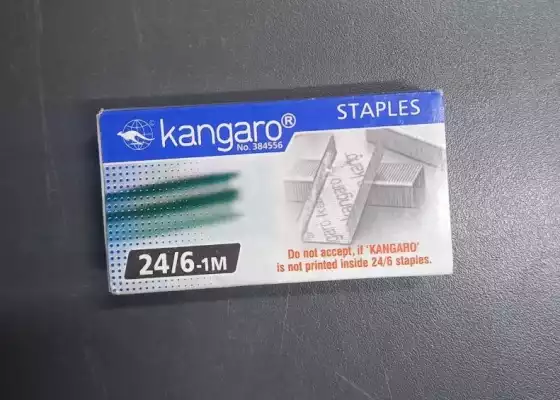 kangaro®
No. 384556
STAPLES
24/6-1M
Do not accept, if 'KANGARO'
is not printed inside 24/6 staples.